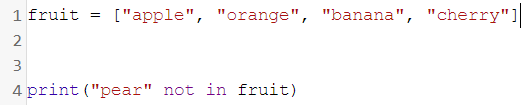 1 fruit = ["apple", "orange", "banana", "cherry"]
2
3
4 print("pear" not in fruit)